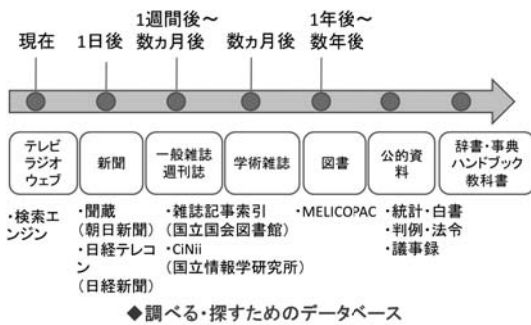 現在
1日後
1週間後～
数ヵ月後
数ヵ月後
1年後～
数年後
テレビ
ラジオ
ウェブ
新聞
一般雑誌
週刊誌
学術雑誌
図書
公的資
料
辞書・事典
ハンドブック
教科書
・検索エ
ンジン
・聞蔵
(朝日新聞)
・日経テレコ
ン
(日経新聞)
・雑誌記事索引
(国立国会図書館)
・CiNii
(国立情報学研究所)
・MELICOPAC
・統計・白書
・判例・法令
・議事録
◆調べる・探すためのデータベース